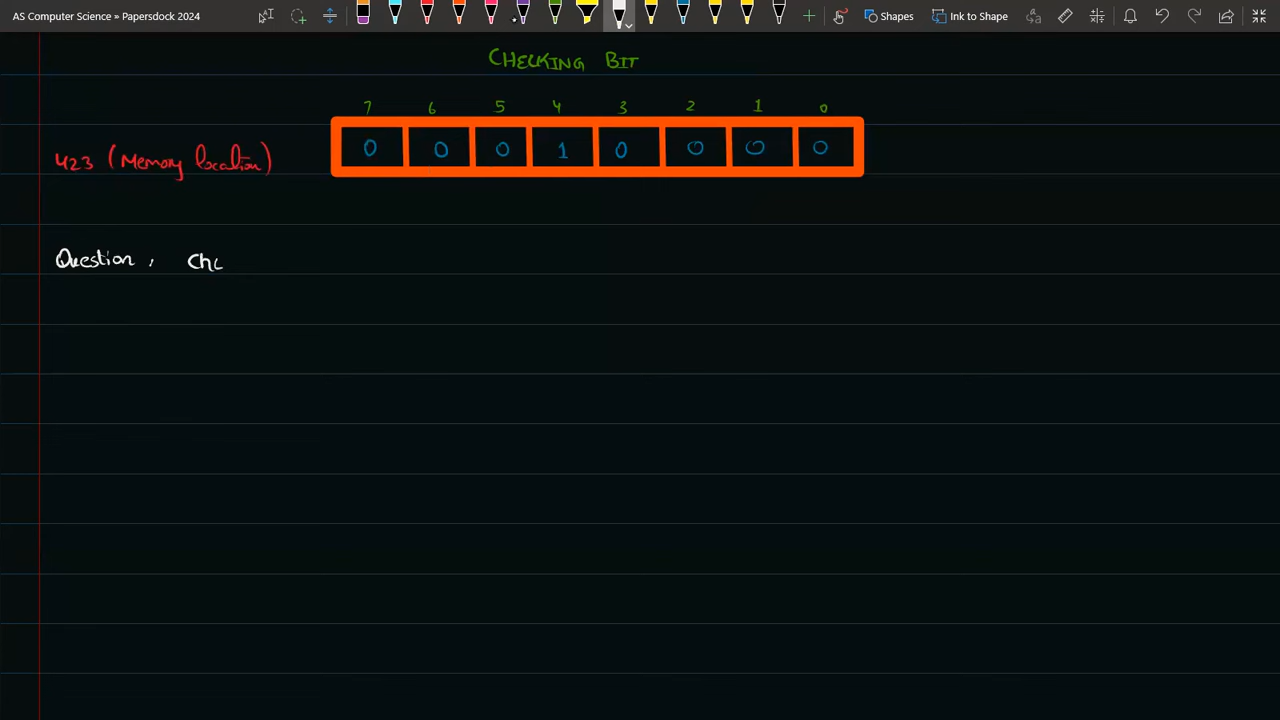 AS Computer Science » Papersdock 2024
Shapes
Ink to Shape
CHECKING BIT
7 6 5 4 3 2 1 0
423 (Memory location)
0 0 0 1 0 0 0 0
Question : Che